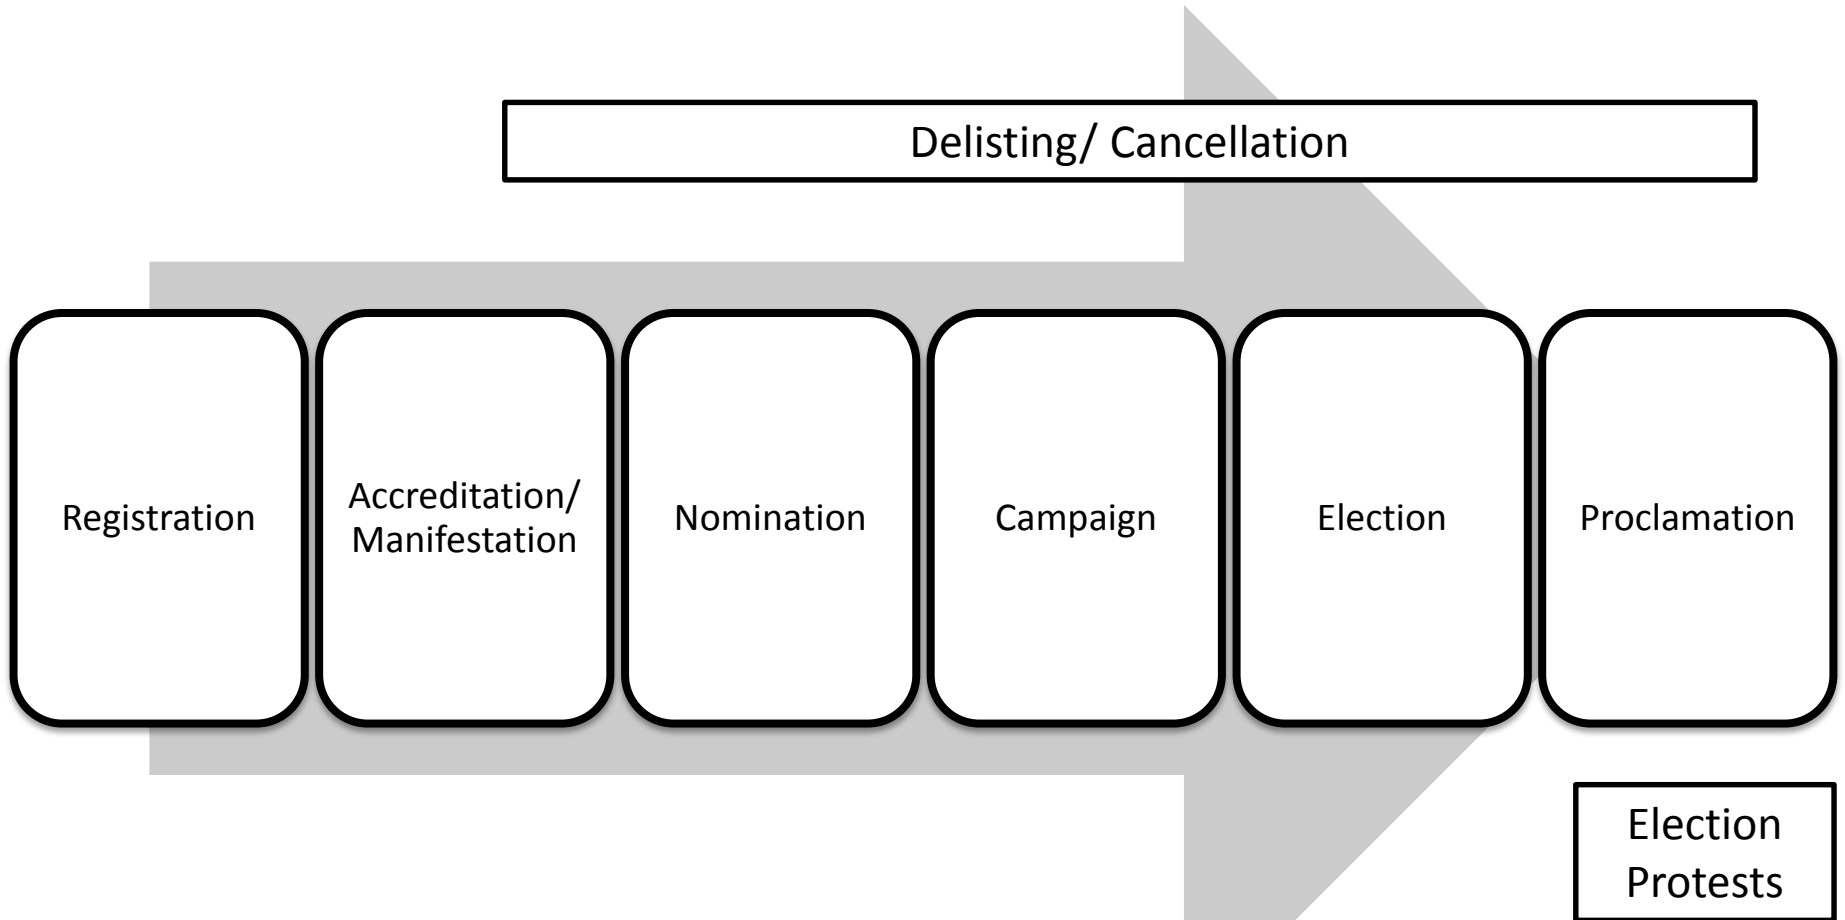 Delisting/ Cancellation
Registration
Accreditation/
Manifestation
Nomination
Campaign
Election
Proclamation
Election
Protests